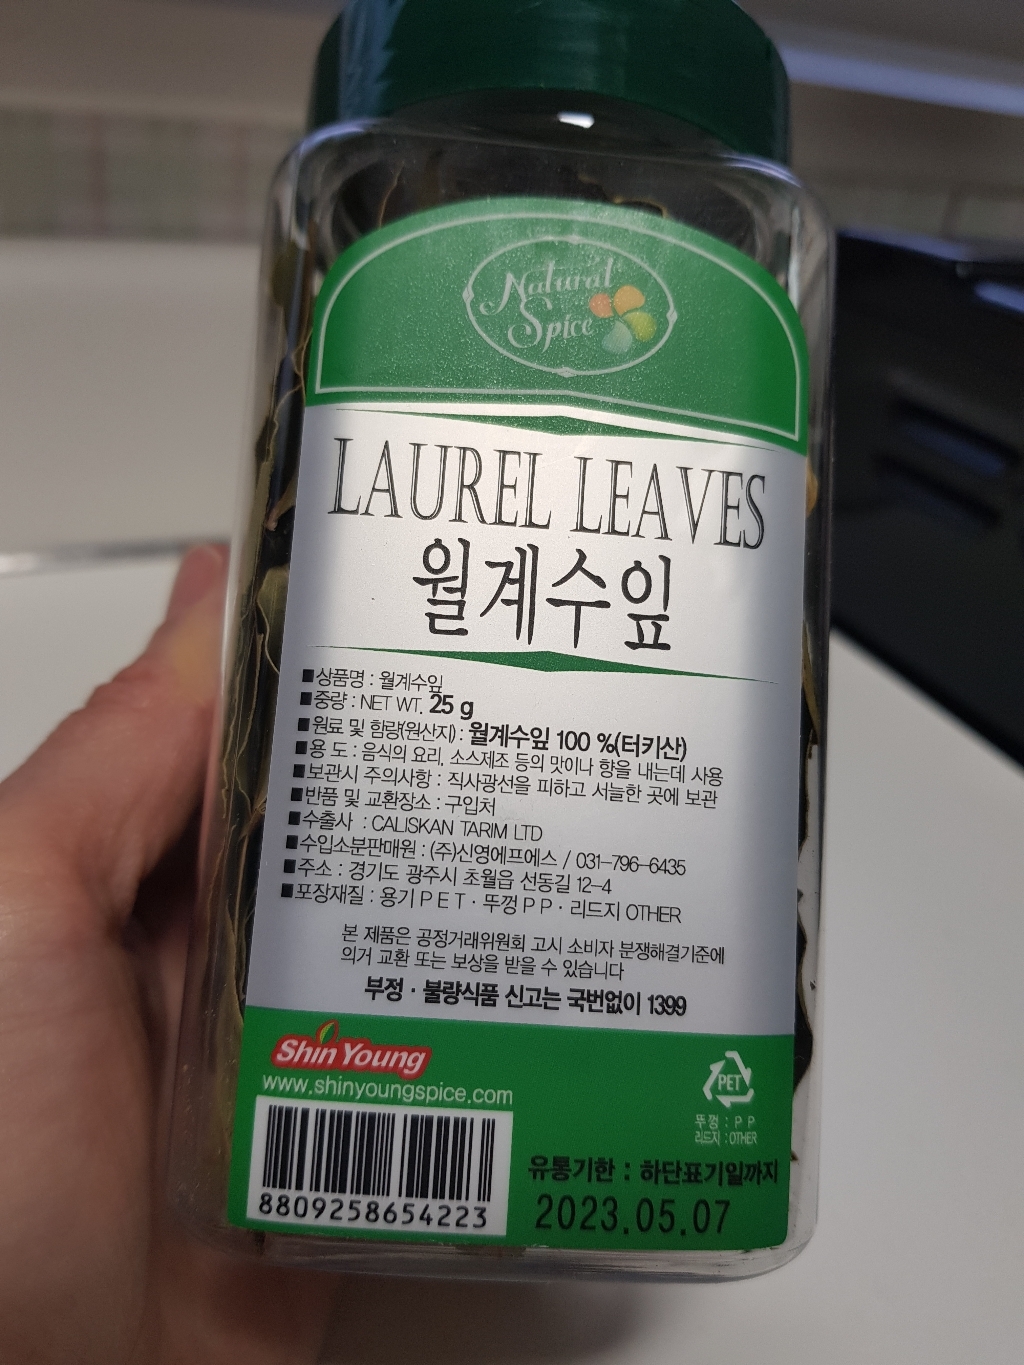 Natural
Spice
LAUREL LEAVES
월계수잎
■상품명 : 월계수잎
■중량 : NET WT. 25 g
■원료 및 함량(원산지) : 월계수잎 100 %(터키산)
■용 도 : 음식의 요리, 소스제조 등의 맛이나 향을 내는데 사용
■보관시 주의사항 : 직사광선을 피하고 서늘한 곳에 보관
■반품 및 교환장소 : 구입처
■수출사 : CALISKAN TARIM LTD
■수입소분판매원 : (주)신영에프에스 / 031-796-6435
■주소 : 경기도 광주시 초월읍 선동길 12-4
■포장재질 : 용기 P E T · 뚜껑 P P · 리드지 OTHER
본 제품은 공정거래위원회 고시 소비자 분쟁해결기준에
의거 교환 또는 보상을 받을 수 있습니다
부정 · 불량식품 신고는 국번없이 1399
Shin Young
www.shinyoungspice.com
8809258654223
PET
뚜껑 : P P
리드지 : OTHER
유통기한 : 하단표기일까지
2023.05.07